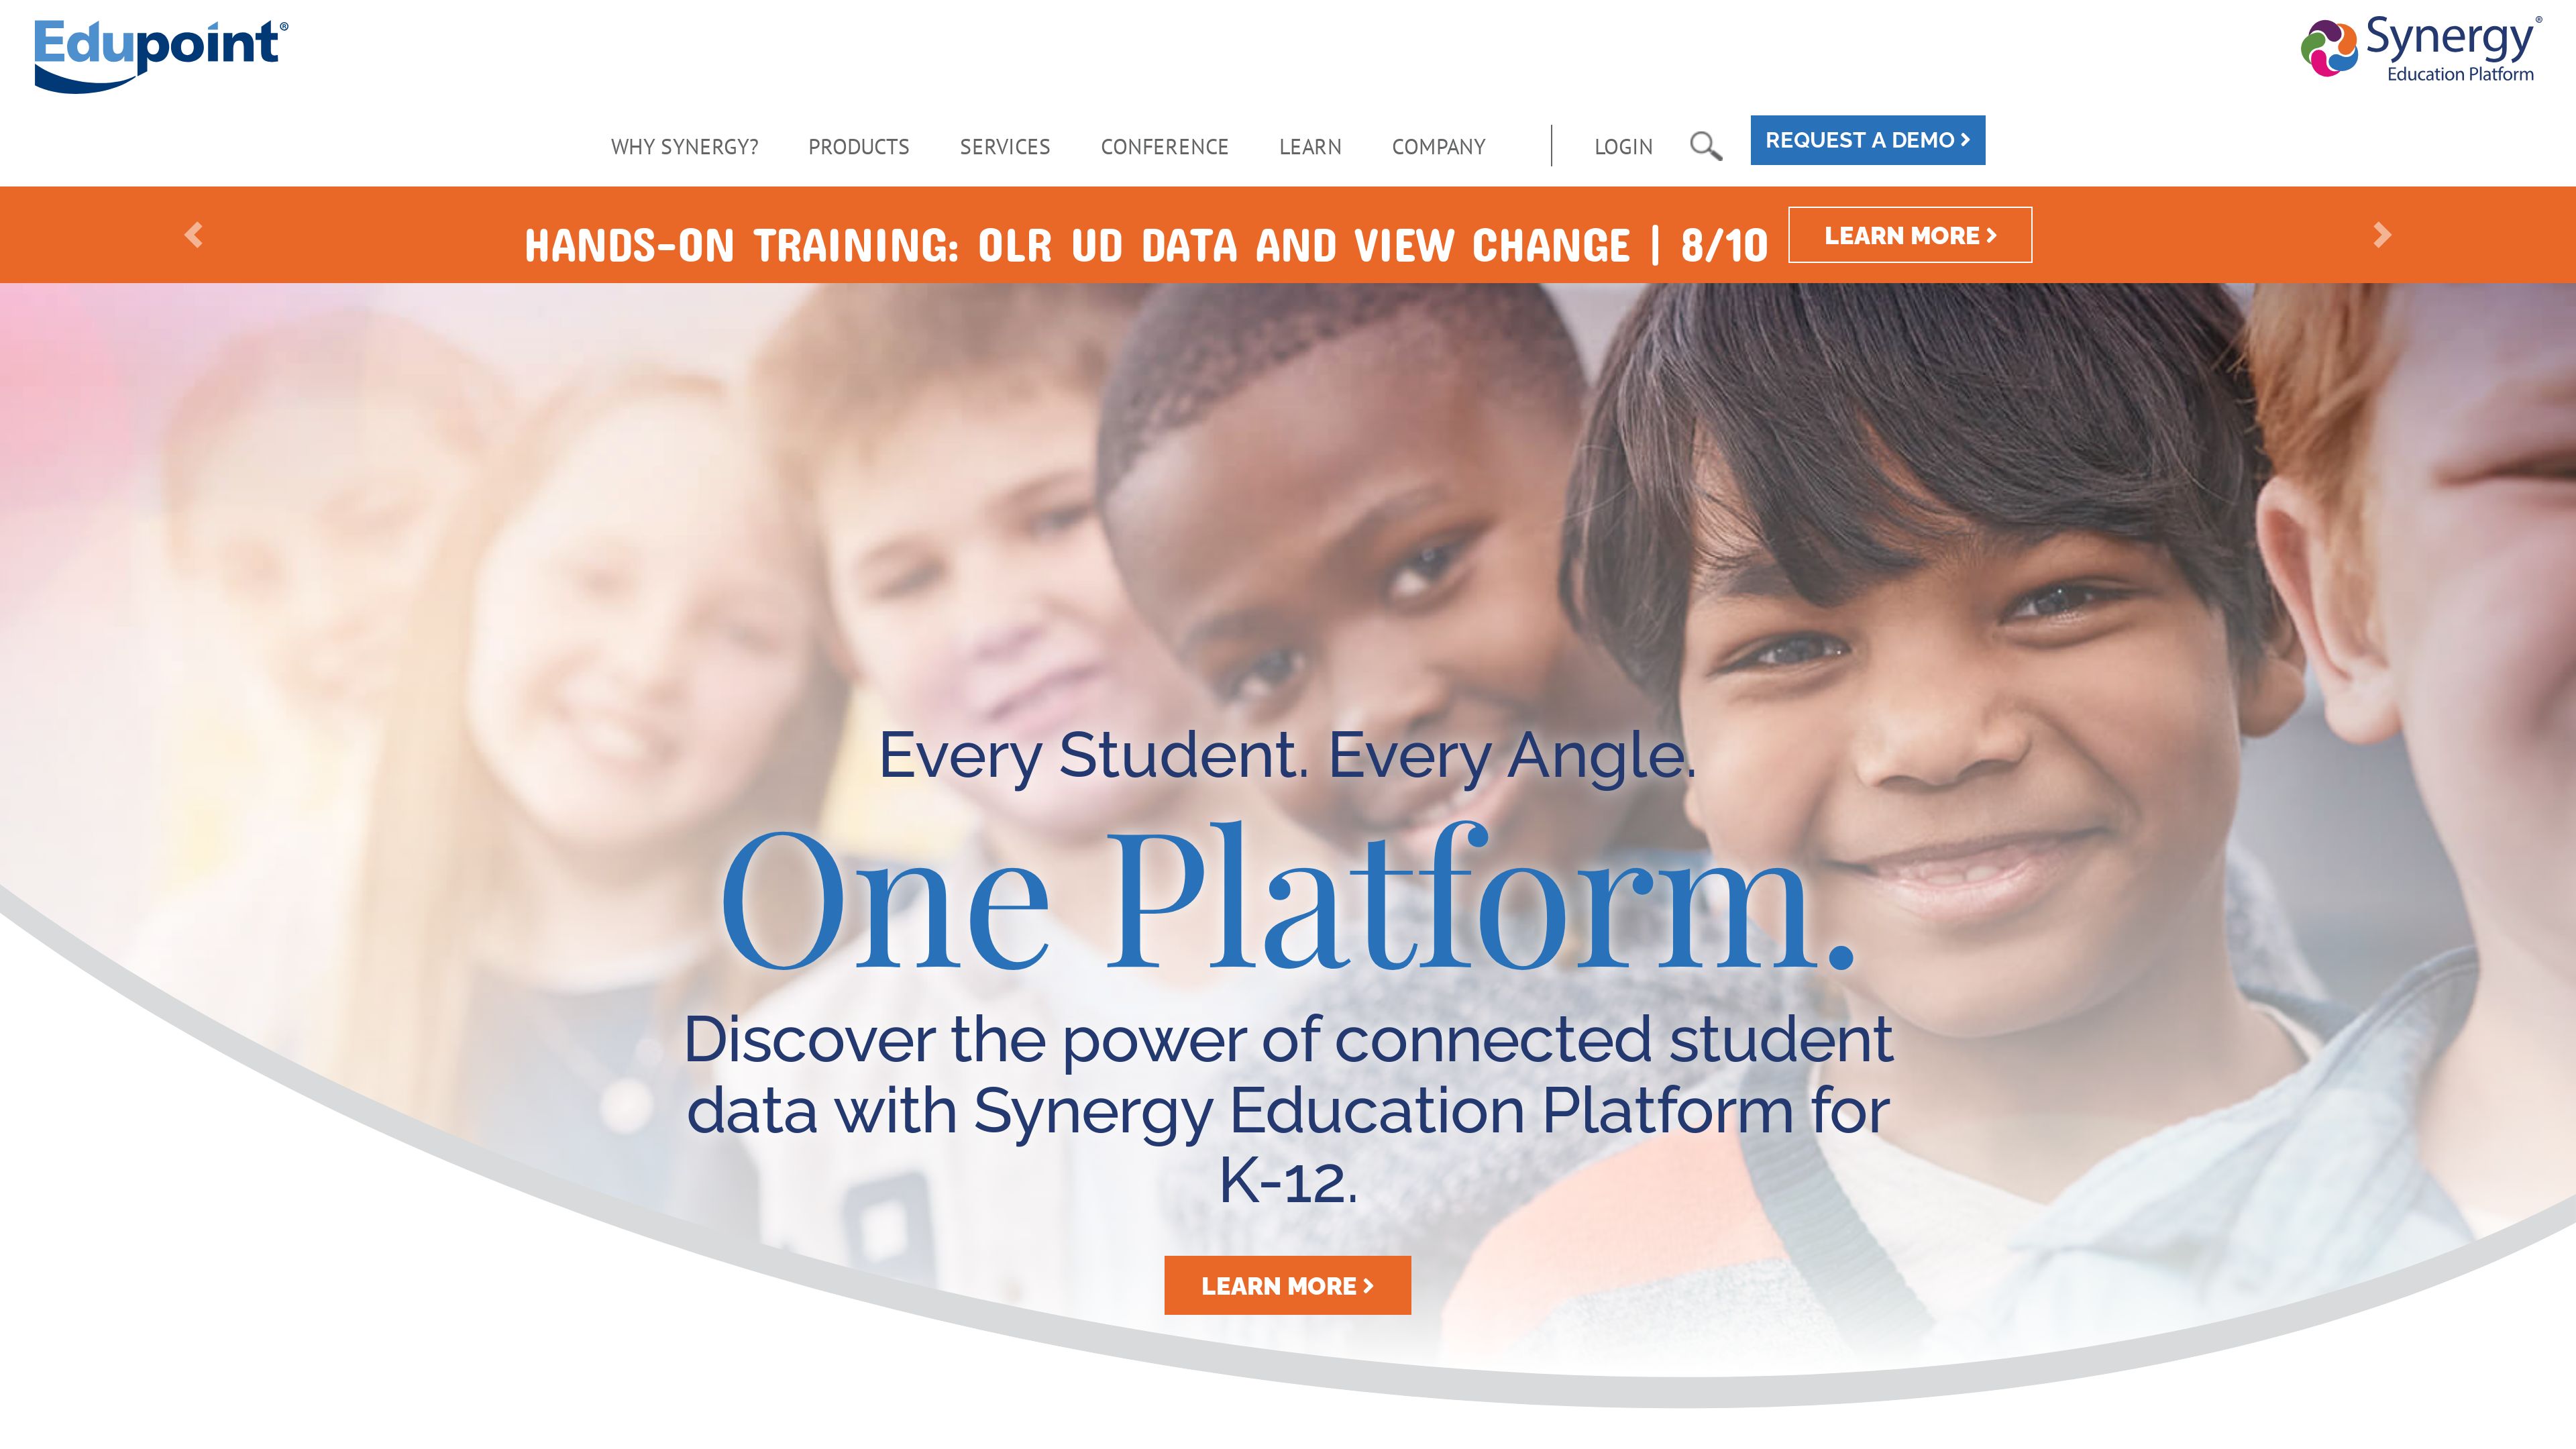 Edupoint®
Synergy®
Education Platform
WHY SYNERGY? PRODUCTS SERVICES CONFERENCE LEARN COMPANY LOGIN REQUEST A DEMO >
HANDS-ON TRAINING: OLR UD DATA AND VIEW CHANGE | 8/10 LEARN MORE >
Every Student. Every Angle.
One Platform.
Discover the power of connected student
data with Synergy Education Platform for
K-12.
LEARN MORE >